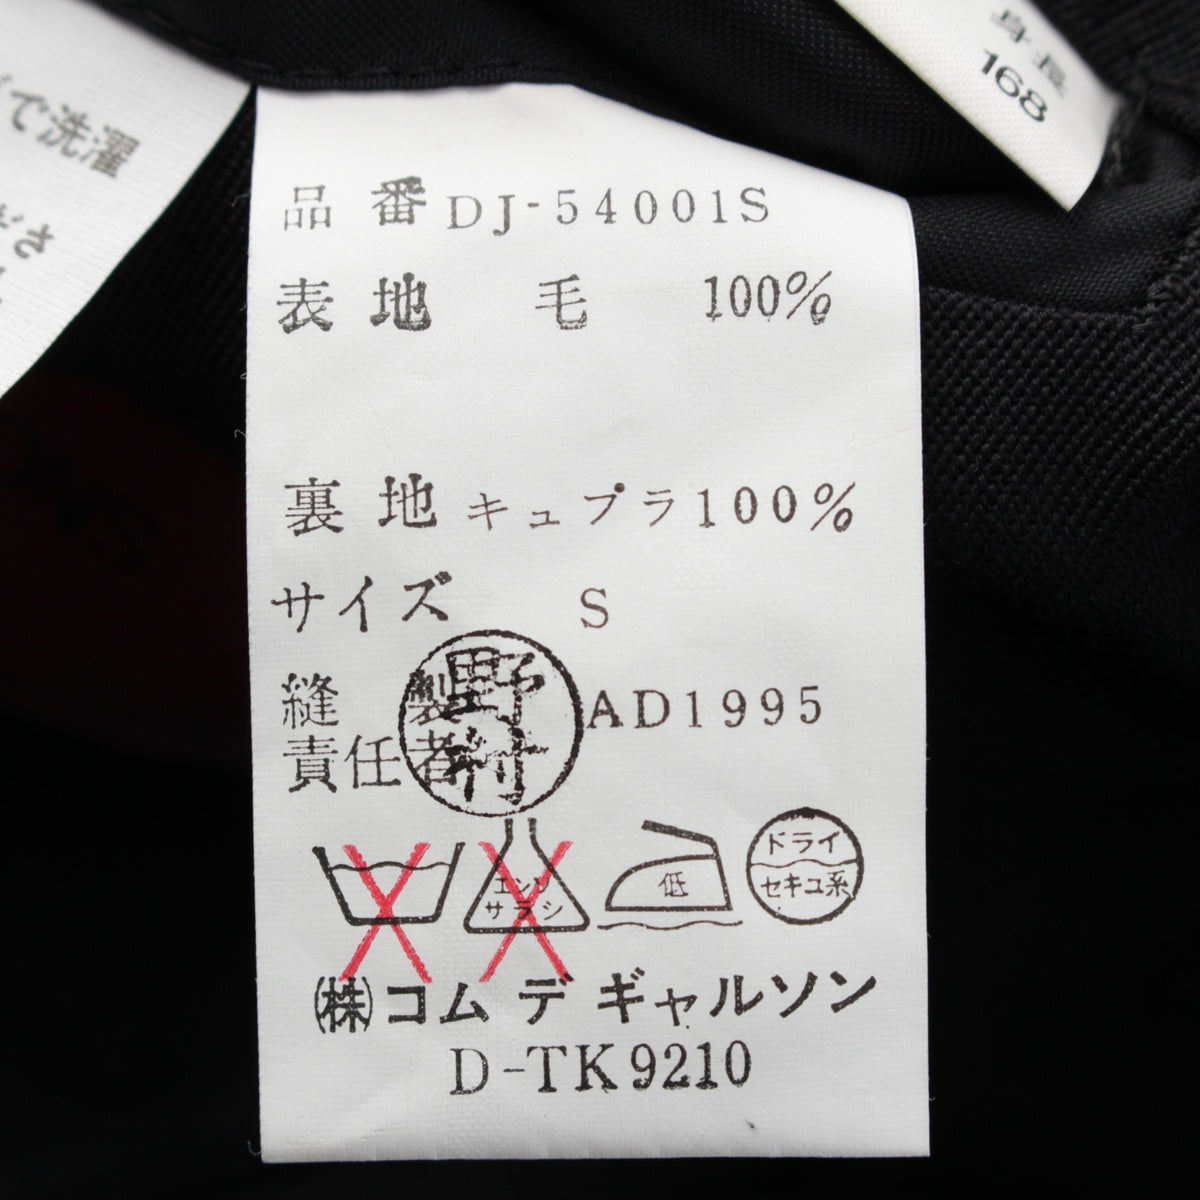 で洗濯
ださ
身長
168
品番 DJ-54001S
表地 毛 100%
裏地 キュプラ100%
サイズ S
縫製 AD1995
責任者
野村
エンソ
サラシ
低
ドライ
セキユ系
㈱コム デ ギャルソン
D-TK9210